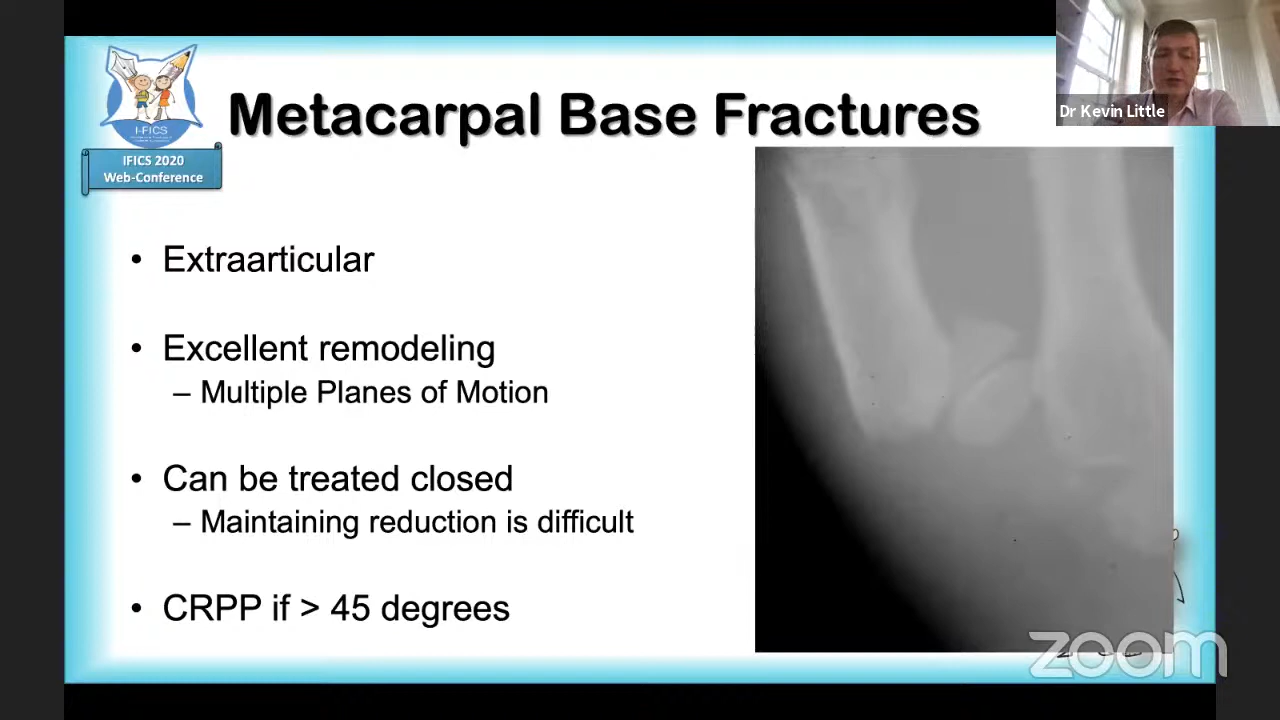 I-FICS
IFICS 2020
Web-Conference
Metacarpal Base Fractures
Dr Kevin Little
• Extraarticular
• Excellent remodeling
– Multiple Planes of Motion
• Can be treated closed
– Maintaining reduction is difficult
• CRPP if > 45 degrees
zoom